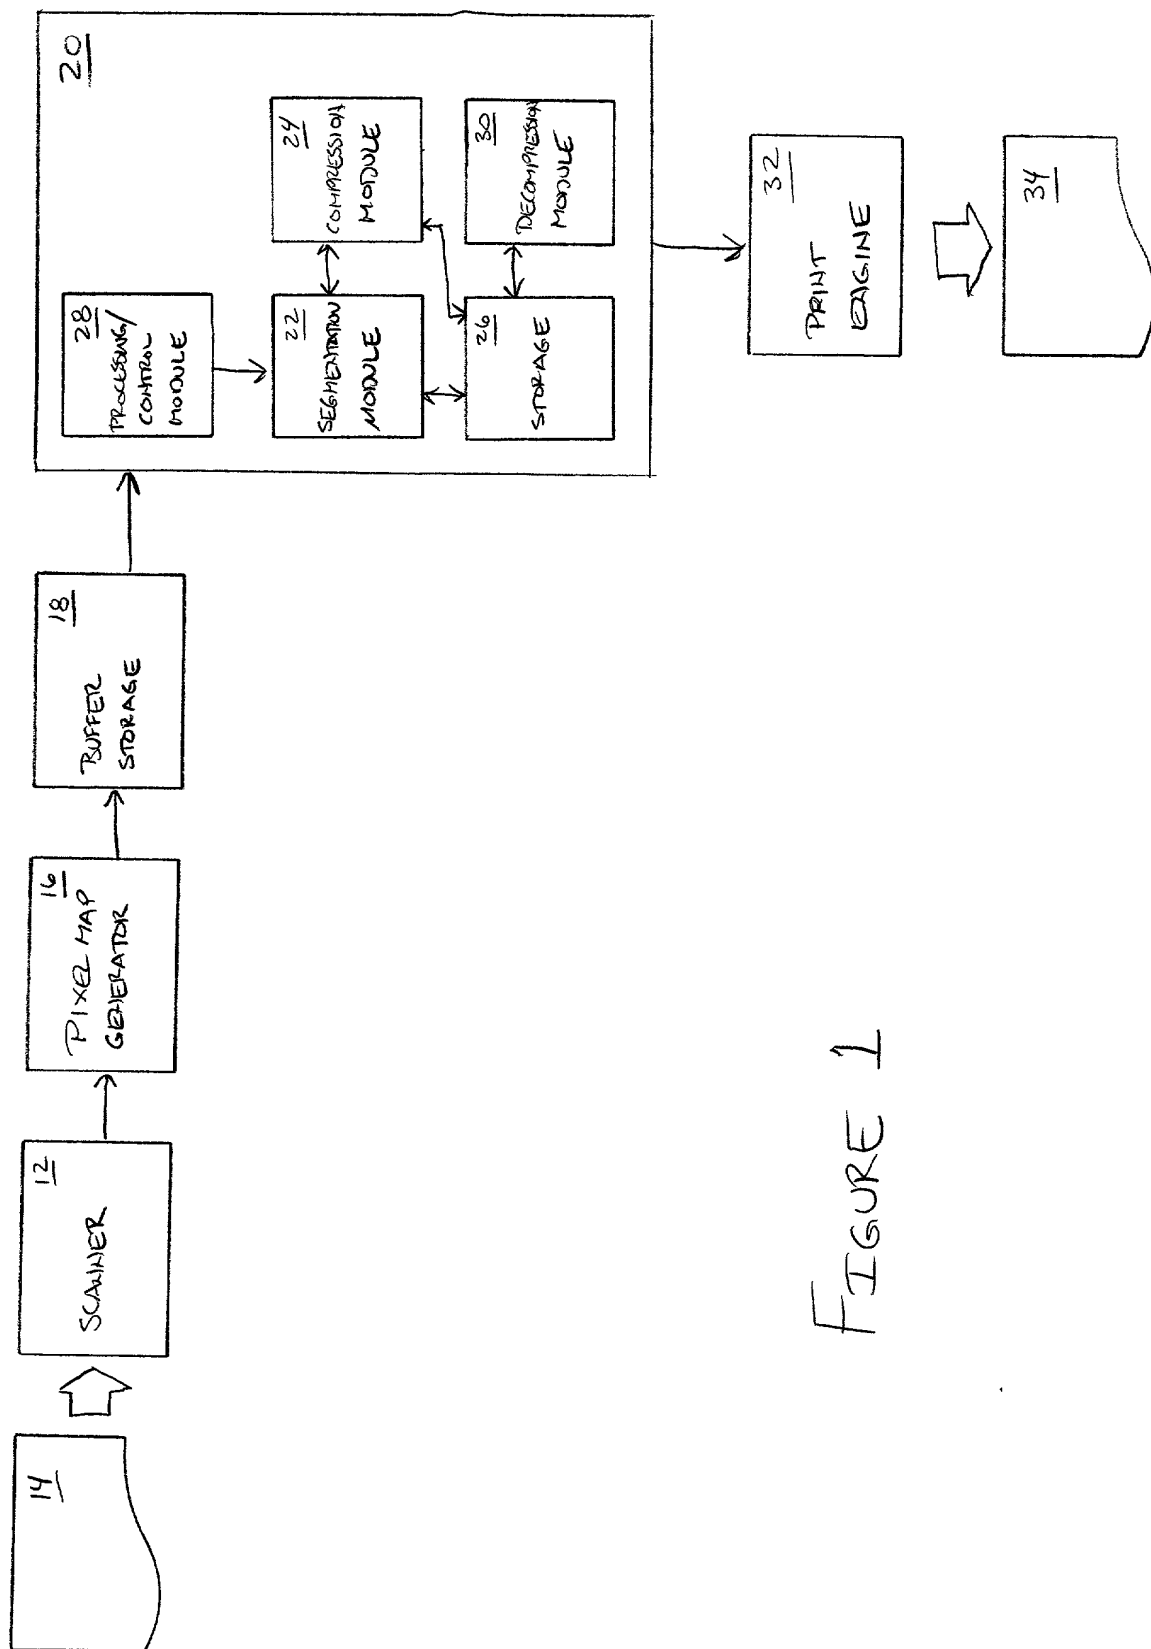 14
12
SCANNER
16
PIXEL MAP
GENERATOR
18
BUFFER
STORAGE
20
28
PROCESSING/
CONTROL
MODULE
22
SEGMENTATION
MODULE
24
COMPRESSION
MODULE
26
STORAGE
30
DECOMPRESSION
MODULE
32
PRINT
ENGINE
34
FIGURE 1